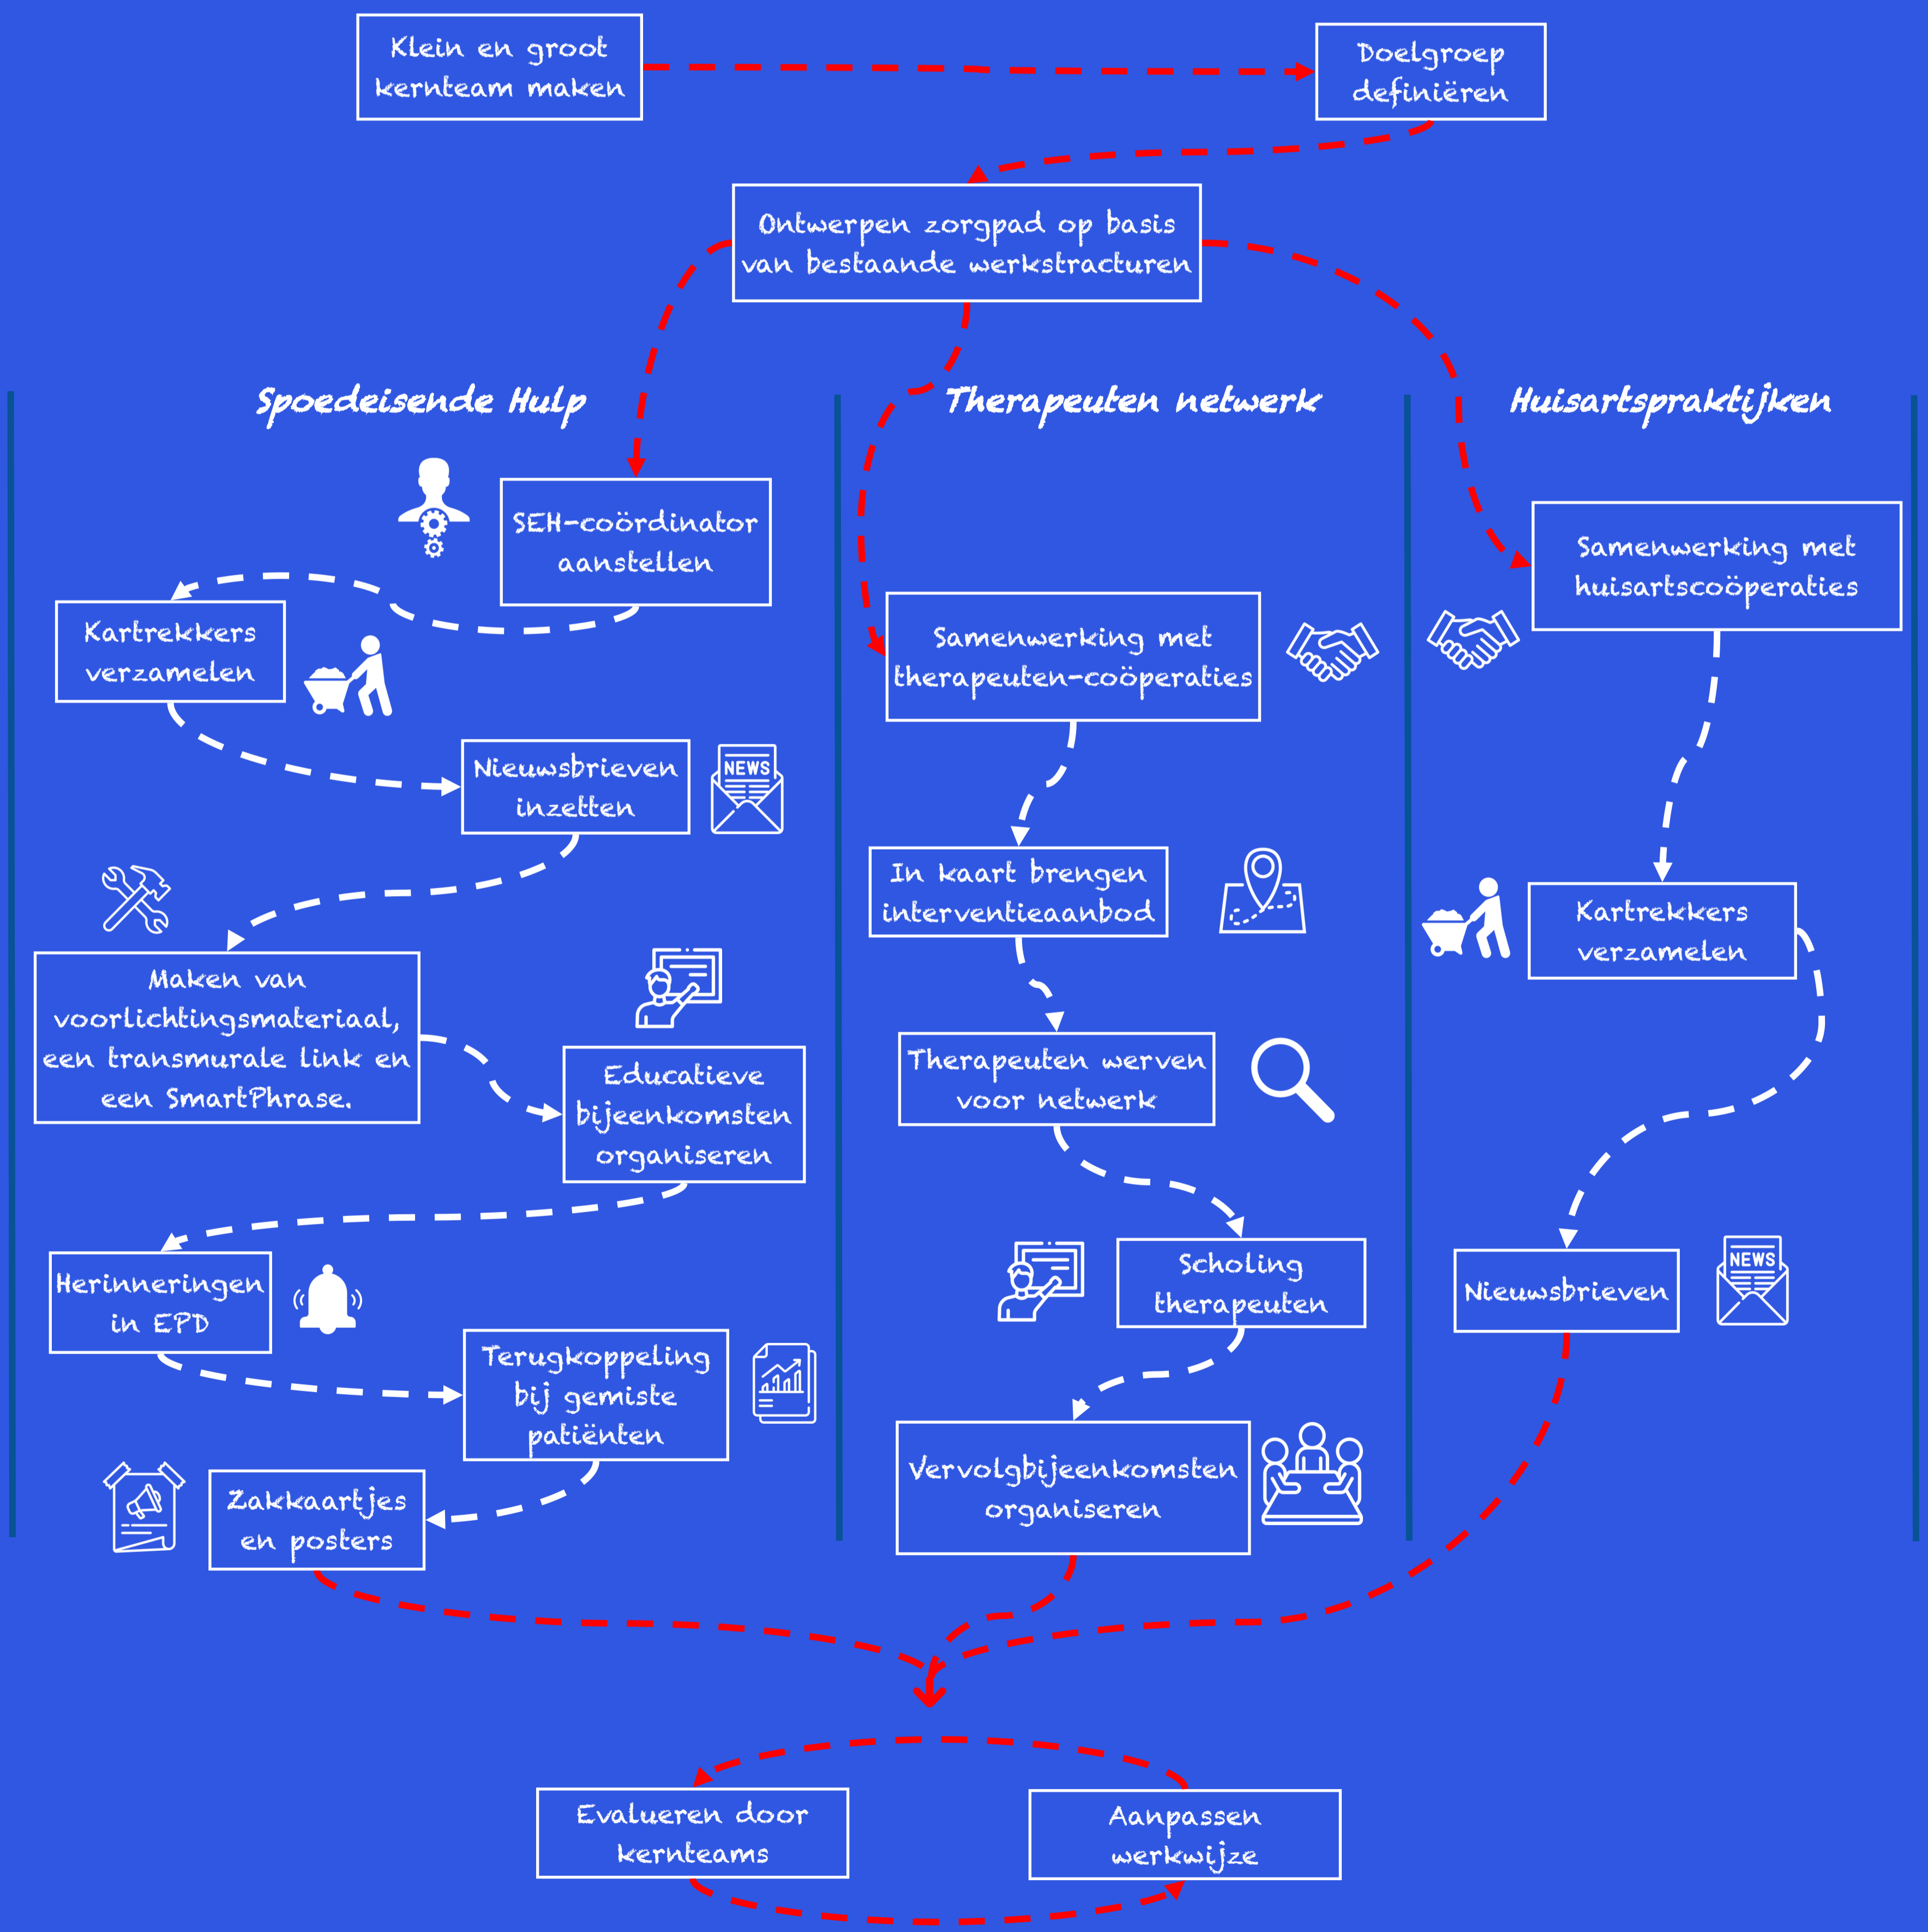 Klein en groot
kernteam maken
Doelgroep
definiëren
Ontwerpen zorgpad op basis
van bestaande werkstracturen
Spoedeisende Hulp
SEH-coördinator
aanstellen
Kartrekkers
verzamelen
Nieuwsbrieven
inzetten
NEWS
Maken van
voorlichtingsmateriaal,
een transmurale link en
een SmartPhrase.
Educatieve
bijeenkomsten
organiseren
Herinneringen
in EPD
Terugkoppeling
bij gemiste
patiënten
Zakkaartjes
en posters
Therapeuten netwerk
Samenwerking met
therapeuten-coöperaties
In kaart brengen
interventieaanbod
Therapeuten werven
voor netwerk
Scholing
therapeuten
Vervolgbijeenkomsten
organiseren
Huisartspraktijken
Samenwerking met
huisartscoöperaties
Kartrekkers
verzamelen
Nieuwsbrieven
NEWS
Evalueren door
kernteams
Aanpassen
werkwijze